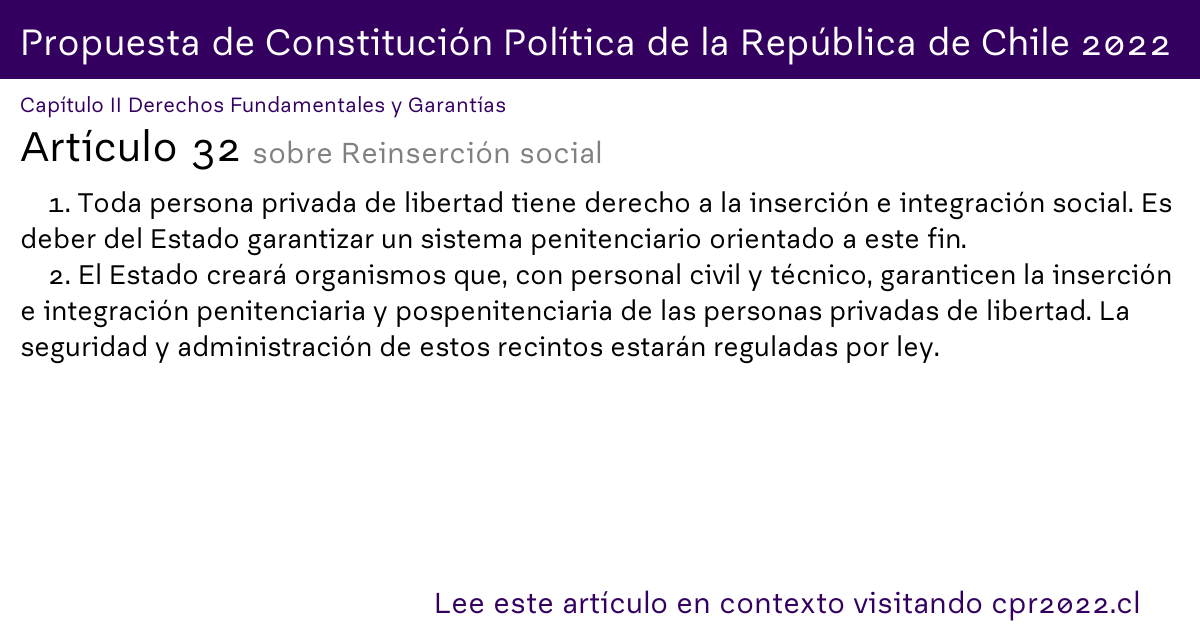 Propuesta de Constitución Política de la República de Chile 2022
Capítulo II Derechos Fundamentales y Garantías
Artículo 32 sobre Reinserción social
1. Toda persona privada de libertad tiene derecho a la inserción e integración social. Es
deber del Estado garantizar un sistema penitenciario orientado a este fin.
2. El Estado creará organismos que, con personal civil y técnico, garanticen la inserción
e integración penitenciaria y pospenitenciaria de las personas privadas de libertad. La
seguridad y administración de estos recintos estarán reguladas por ley.
Lee este artículo en contexto visitando cpr2022.cl